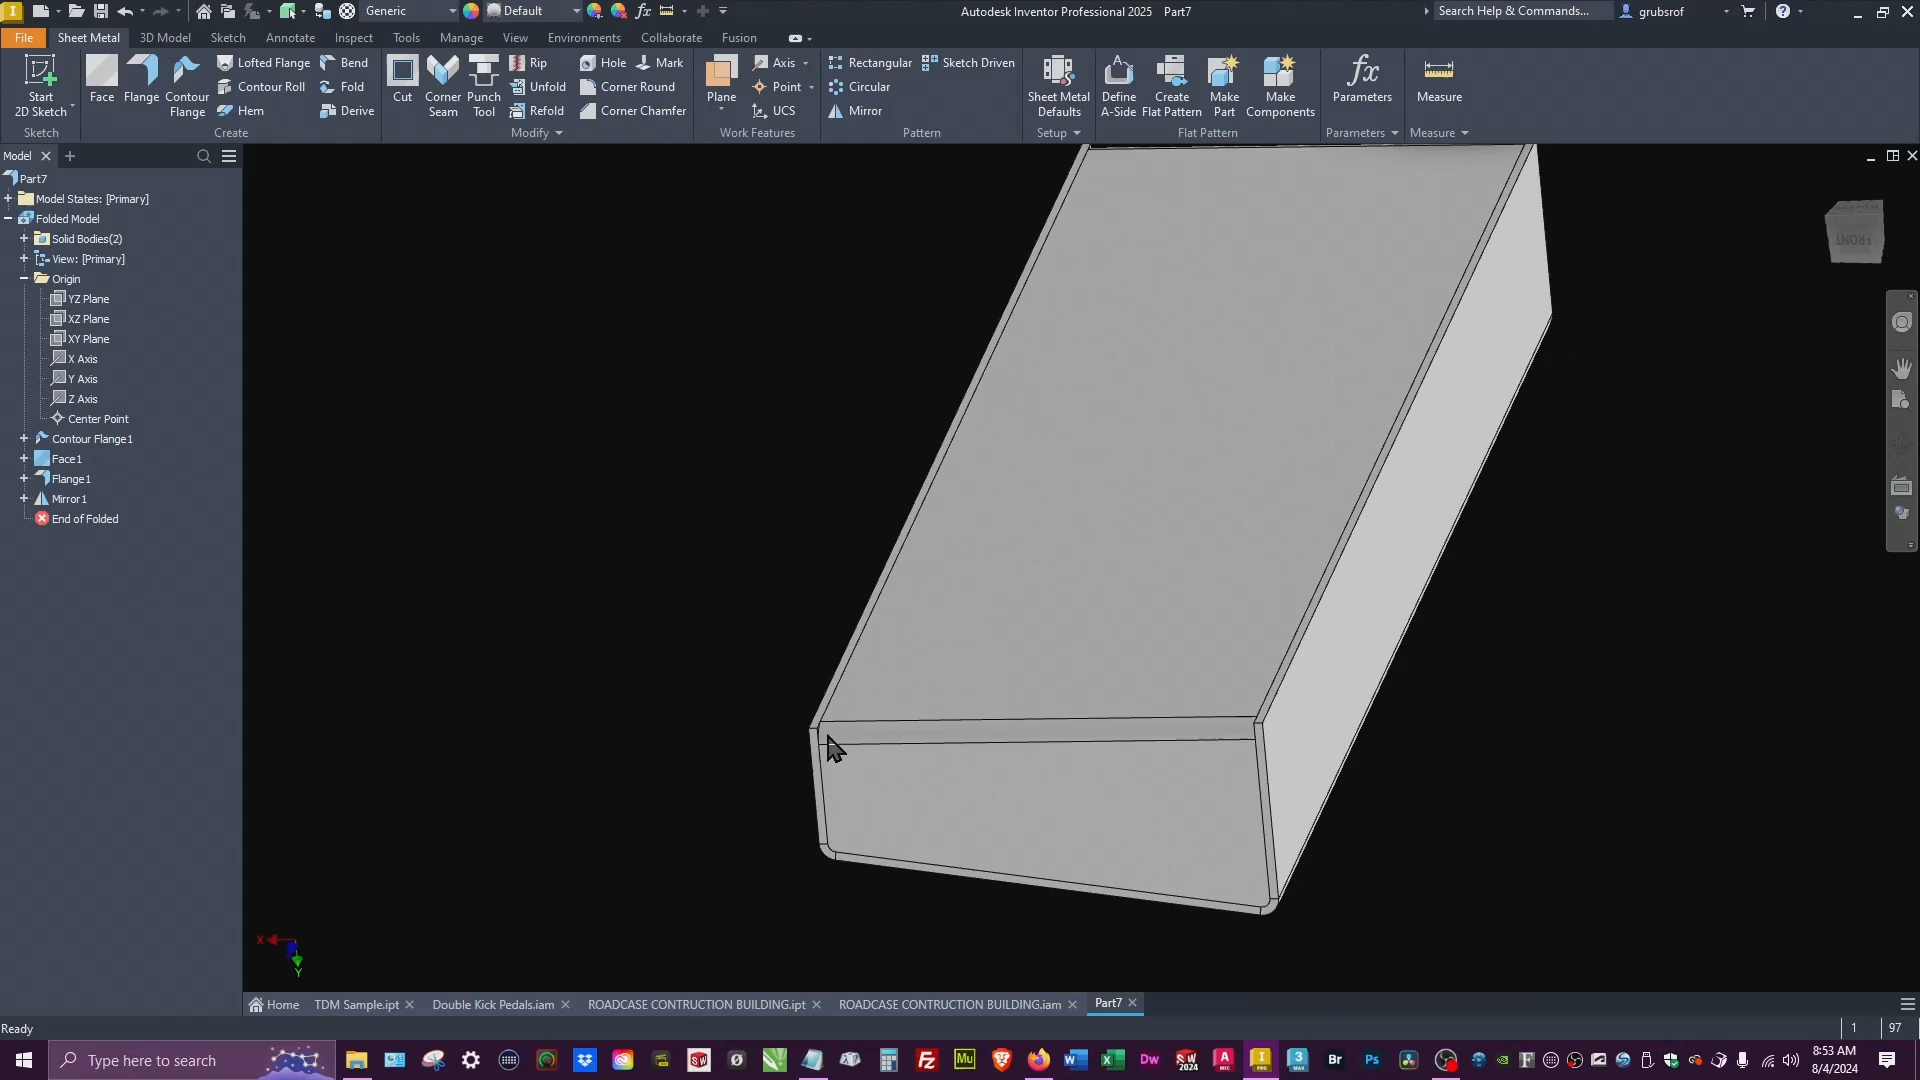 Generic
Default
Autodesk Inventor Professional 2025 Part7
Search Help & Commands...
grubsrof
File Sheet Metal 3D Model Sketch Annotate Inspect Tools Manage View Environments Collaborate Fusion
Start
2D Sketch
Sketch
Face
Flange
Contour
Flange
Lofted Flange
Contour Roll
Hem
Bend
Fold
Derive
Create
Cut
Corner
Seam
Punch
Tool
Rip
Unfold
Refold
Hole
Mark
Corner Round
Corner Chamfer
Modify
Plane
Axis
Point
UCS
Work Features
Rectangular
Circular
Mirror
Sketch Driven
Pattern
Sheet Metal
Defaults
Setup
Define
A-Side
Create
Flat Pattern
Make
Part
Make
Components
Flat Pattern
Parameters
Parameters
Measure
Measure
Model
Part7
Model States: [Primary]
Folded Model
Solid Bodies(2)
View: [Primary]
Origin
YZ Plane
XZ Plane
XY Plane
X Axis
Y Axis
Z Axis
Center Point
Contour Flange1
Face1
Flange1
Mirror1
End of Folded
FRONT
X
Y
Home TDM Sample.ipt Double Kick Pedals.iam ROADCASE CONTRUCTION BUILDING.ipt ROADCASE CONTRUCTION BUILDING.iam Part7
Ready
1 97
Type here to search
8:53 AM
8/4/2024